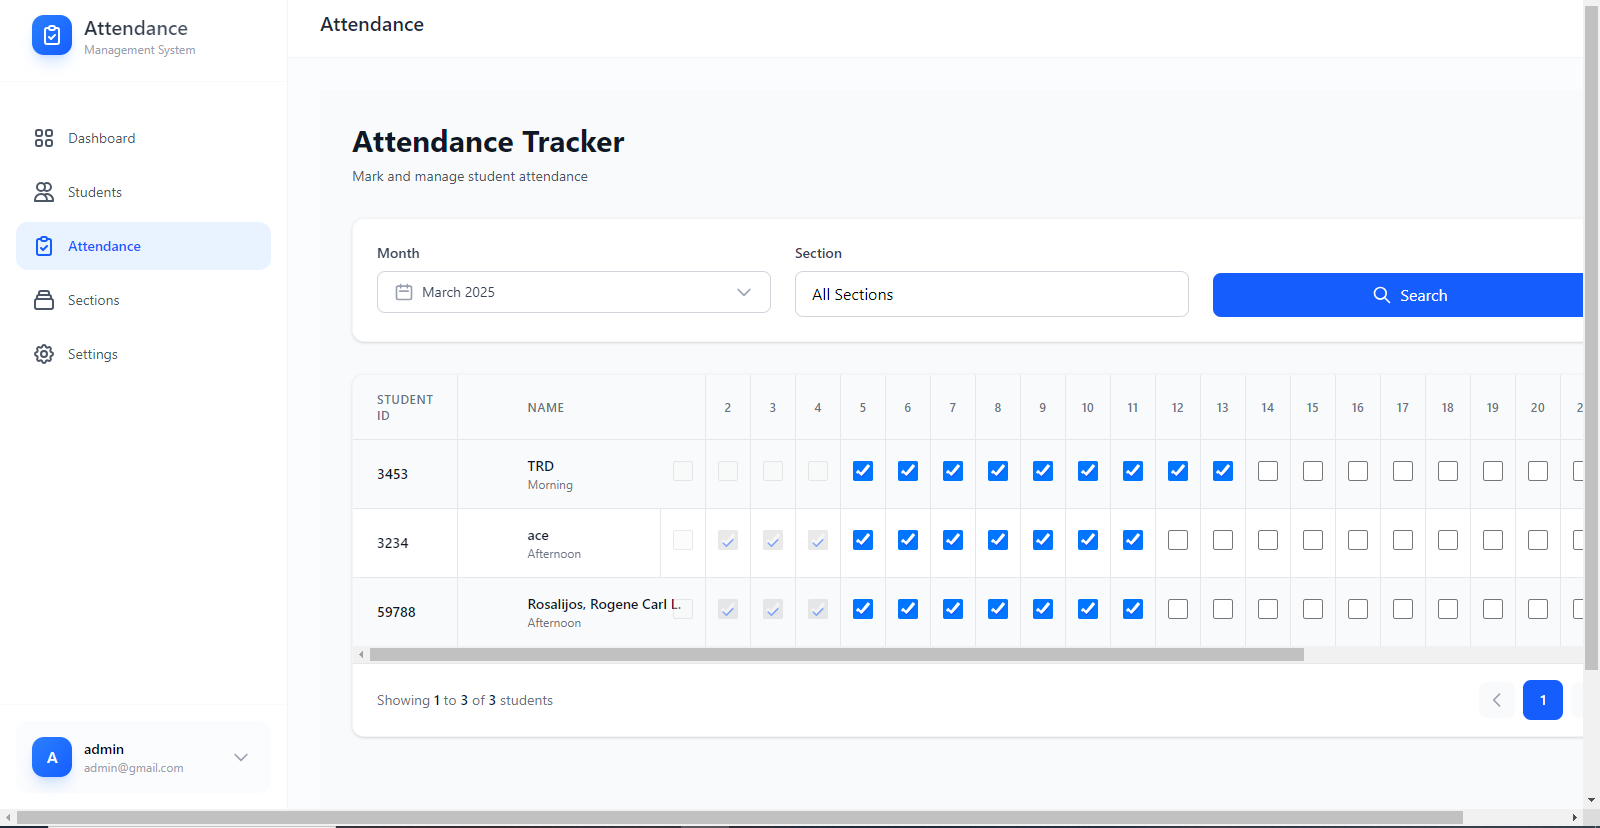 Attendance
Management System
Dashboard
Students
Attendance
Sections
Settings
A
admin
admin@gmail.com
Attendance
Attendance Tracker
Mark and manage student attendance
Month
March 2025
Section
All Sections
Search
STUDENT ID NAME 2 3 4 5 6 7 8 9 10 11 12 13 14 15 16 17 18 19 20
3453 TRD
Morning
3234 ace
Afternoon
59788 Rosalijos, Rogene Carl L.
Afternoon
Showing 1 to 3 of 3 students
1